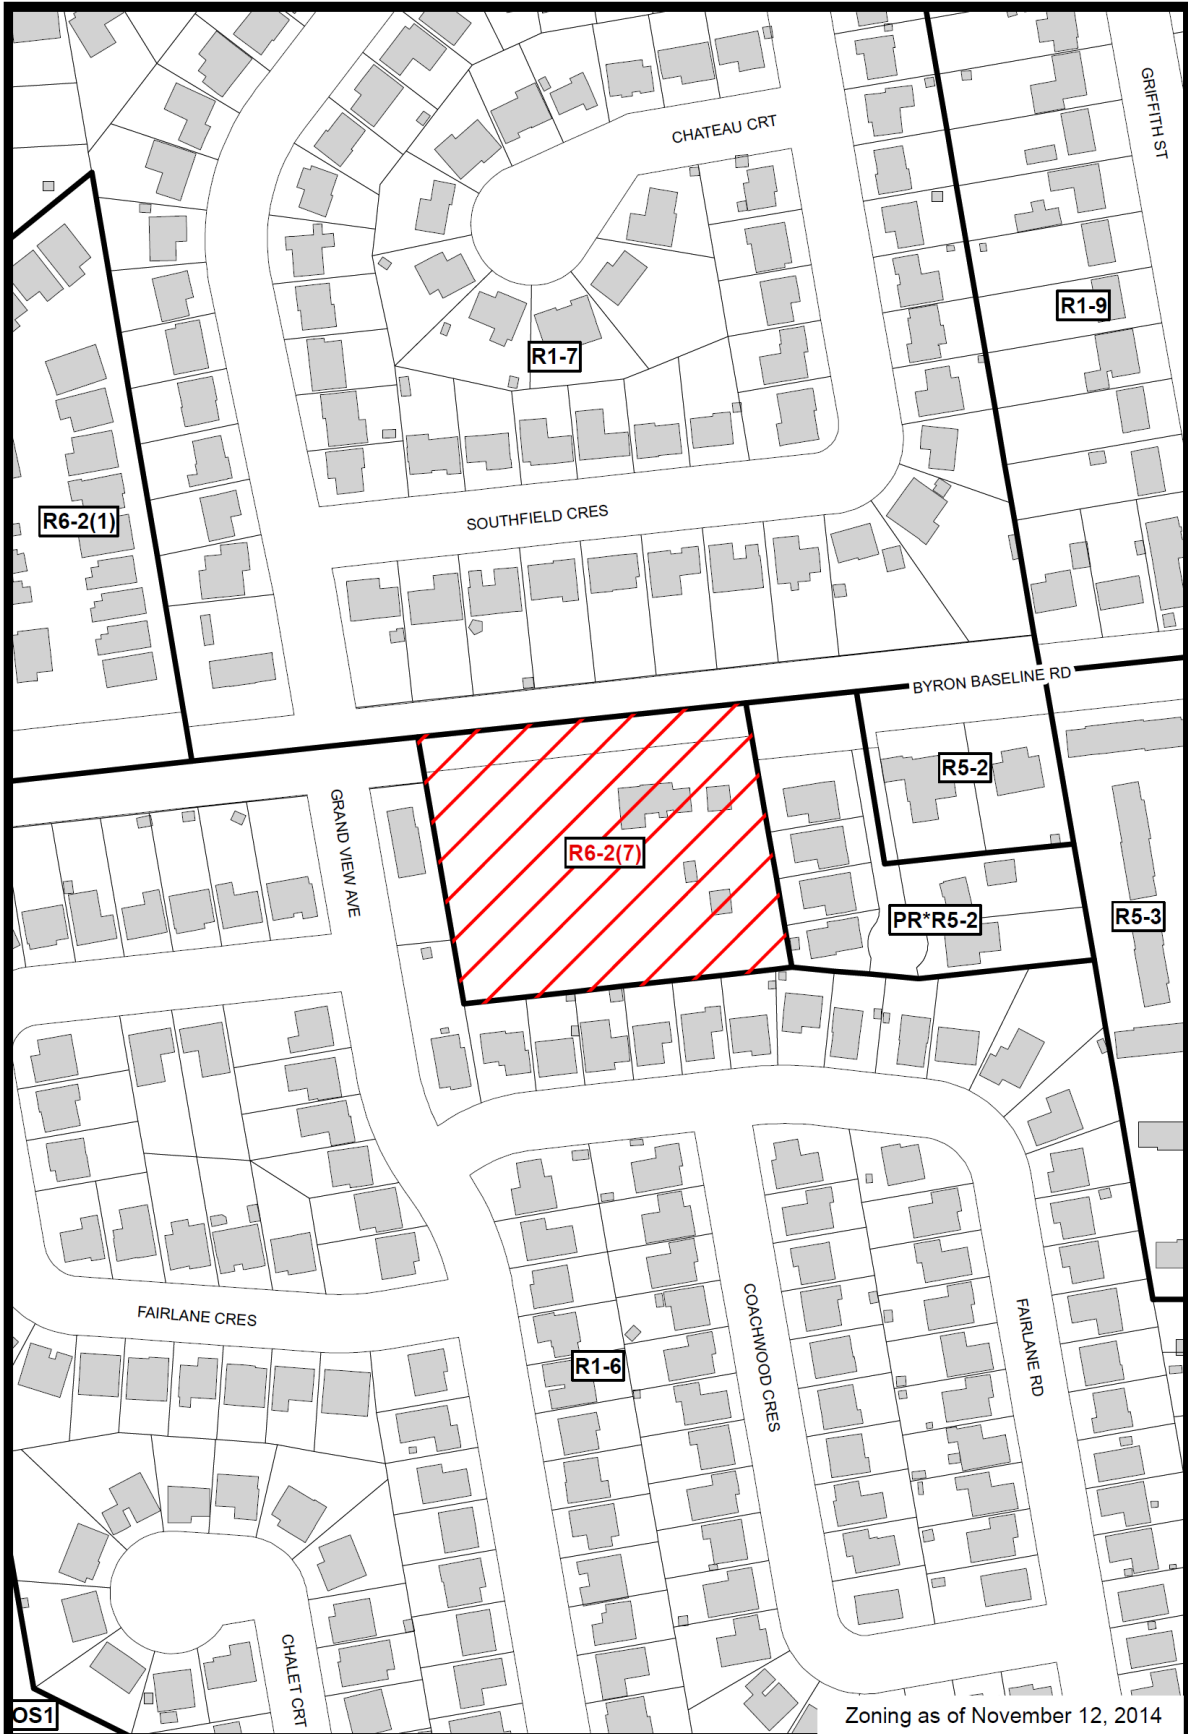 CHATEAU CRT
GRIFFITH ST
R1-9
R1-7
R6-2(1)
SOUTHFIELD CRES
BYRON BASELINE RD
R5-2
GRAND VIEW AVE
R6-2(7)
PR*R5-2
R5-3
FAIRLANE CRES
COACHWOOD CRES
FAIRLANE RD
R1-6
CHALET CRT
OS1
Zoning as of November 12, 2014